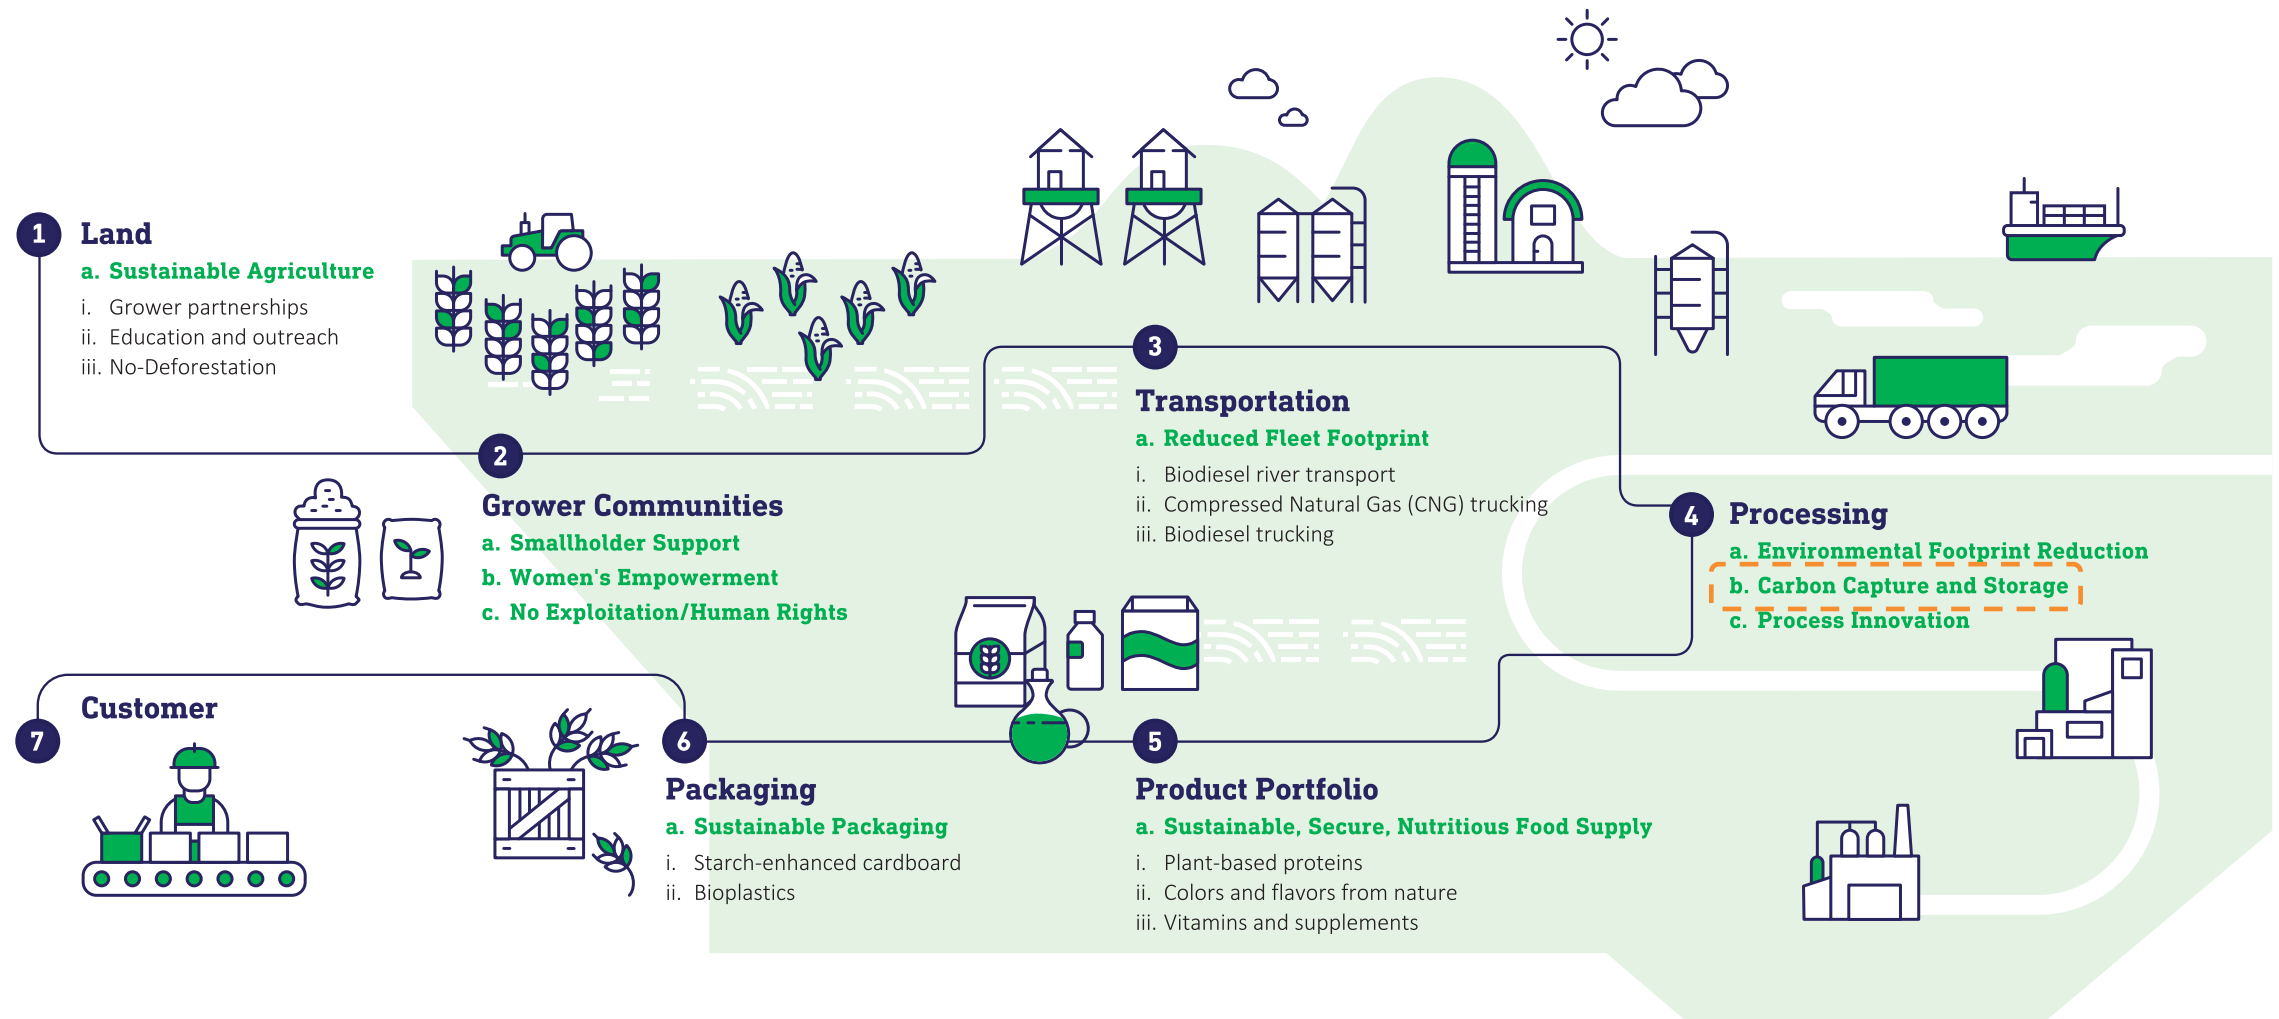 1 Land
a. Sustainable Agriculture
i. Grower partnerships
ii. Education and outreach
iii. No-Deforestation
2
Grower Communities
a. Smallholder Support
b. Women's Empowerment
c. No Exploitation/Human Rights
3
Transportation
a. Reduced Fleet Footprint
i. Biodiesel river transport
ii. Compressed Natural Gas (CNG) trucking
iii. Biodiesel trucking
4 Processing
a. Environmental Footprint Reduction
b. Carbon Capture and Storage
c. Process Innovation
5
Product Portfolio
a. Sustainable, Secure, Nutritious Food Supply
i. Plant-based proteins
ii. Colors and flavors from nature
iii. Vitamins and supplements
6
Packaging
a. Sustainable Packaging
i. Starch-enhanced cardboard
ii. Bioplastics
7
Customer